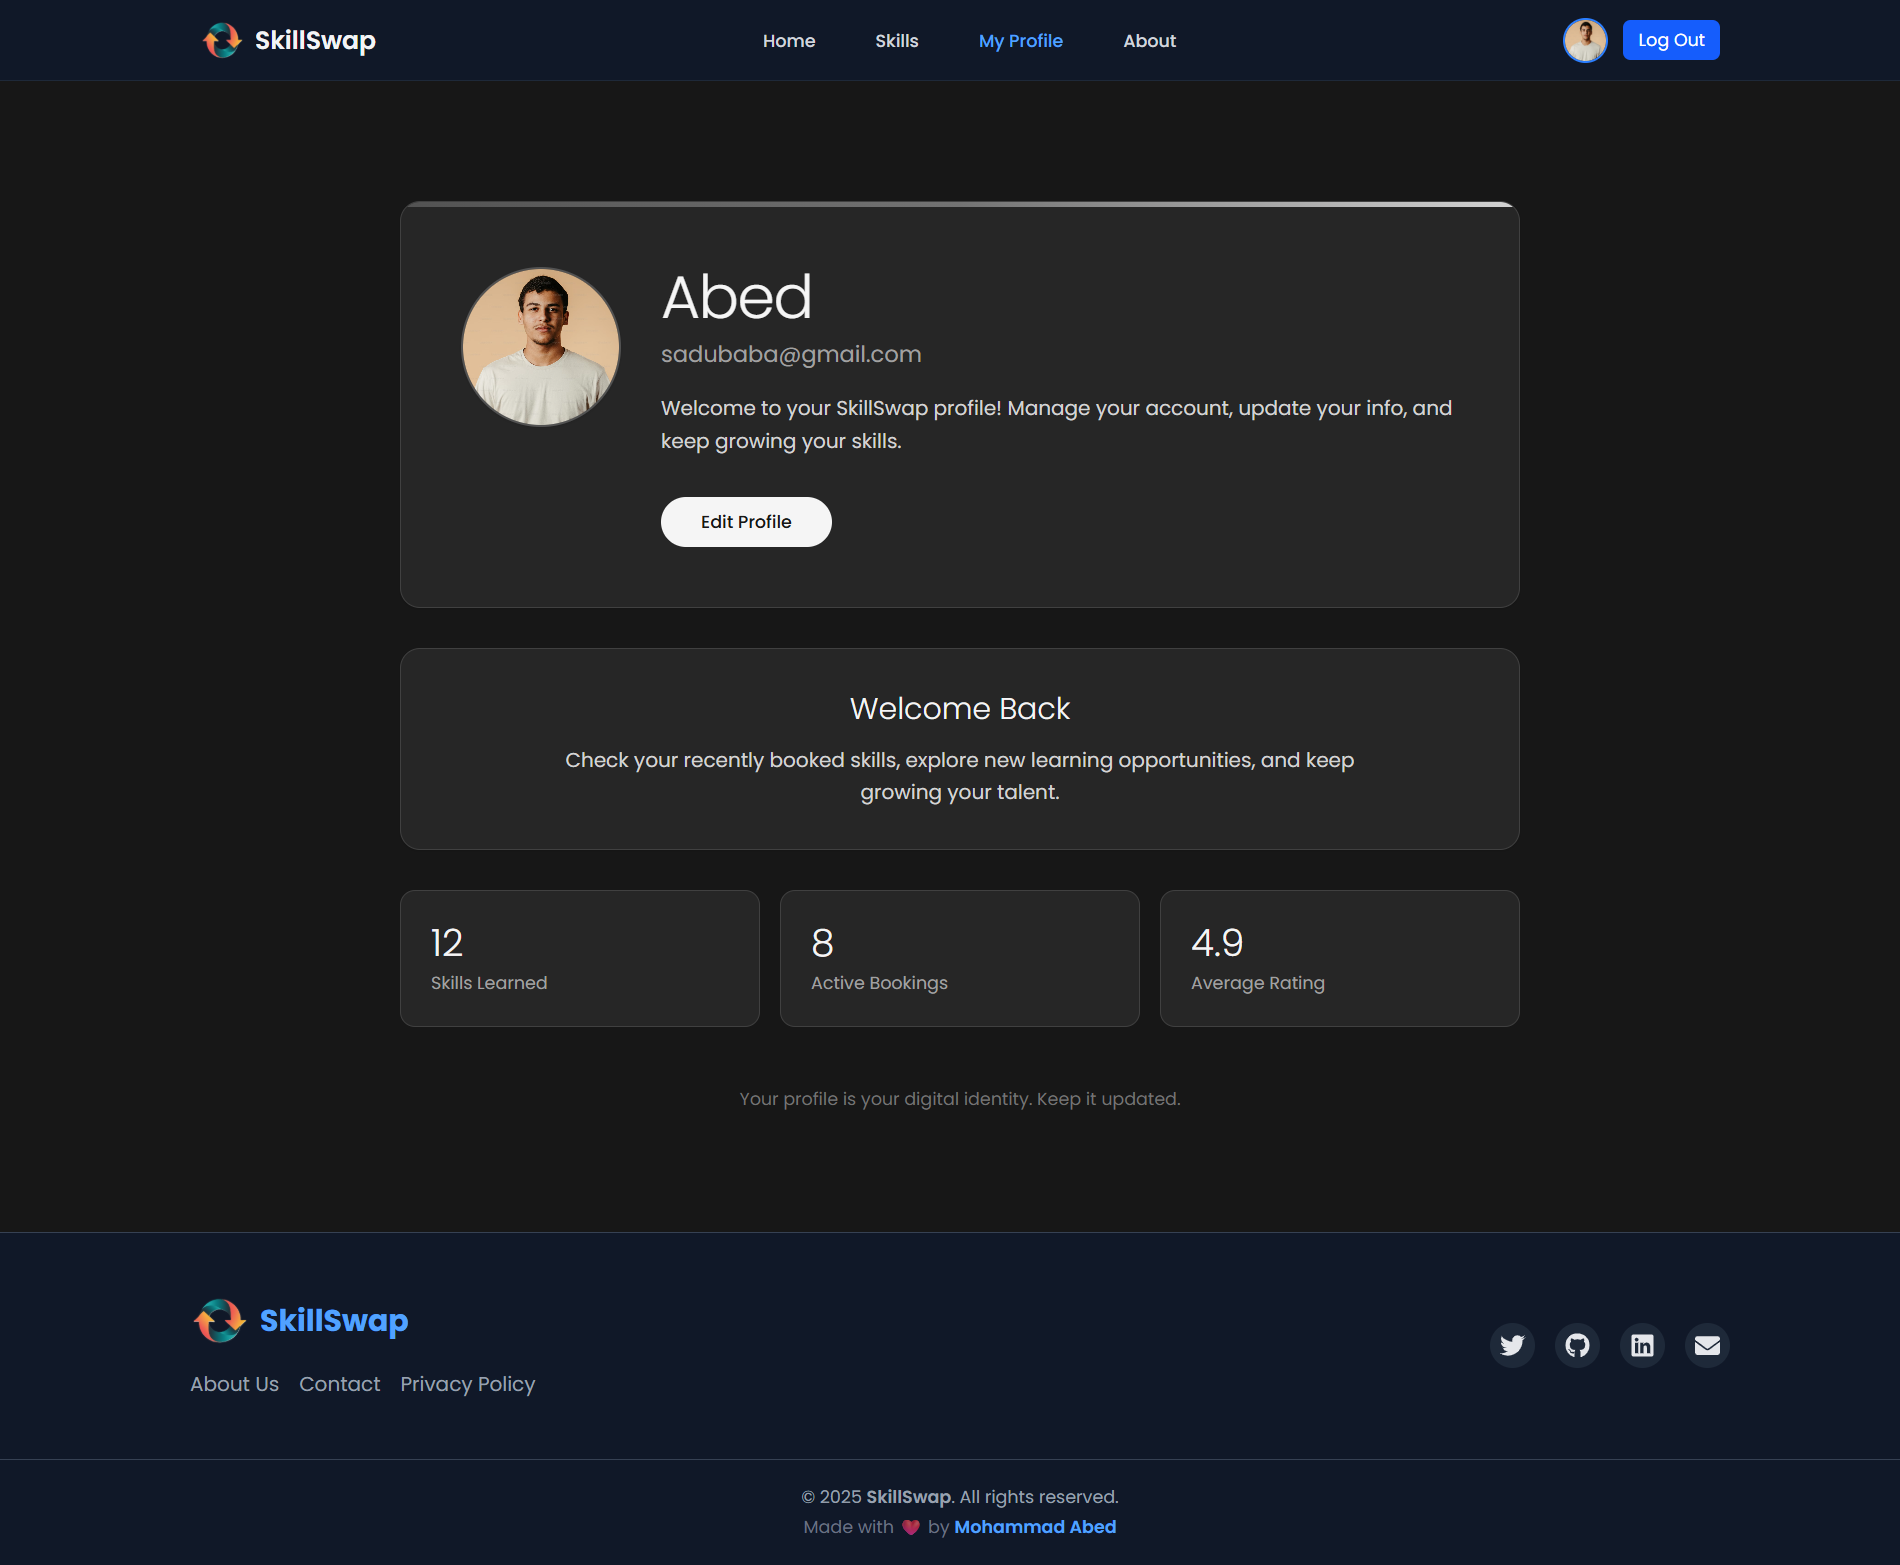 SkillSwap
Home
Skills
My Profile
About
Log Out
Abed
sadubaba@gmail.com
Welcome to your SkillSwap profile! Manage your account, update your info, and
keep growing your skills.
Edit Profile
Welcome Back
Check your recently booked skills, explore new learning opportunities, and keep
growing your talent.
12
Skills Learned
8
Active Bookings
4.9
Average Rating
Your profile is your digital identity. Keep it updated.
SkillSwap
About Us
Contact
Privacy Policy
© 2025 SkillSwap. All rights reserved.
Made with 💗 by Mohammad Abed